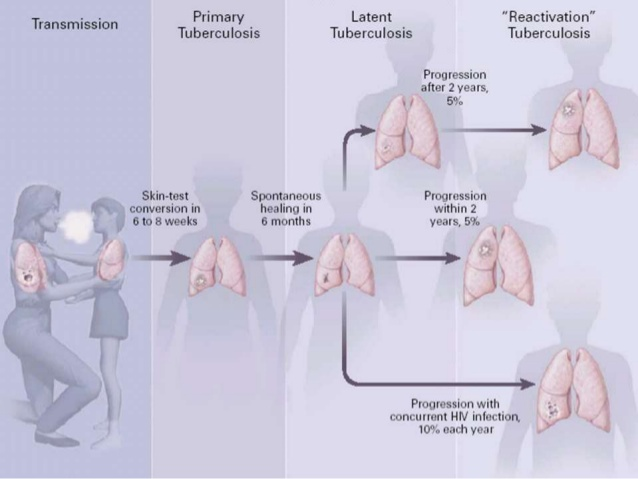 Transmission
Primary
Tuberculosis
Latent
Tuberculosis
“Reactivation”
Tuberculosis
Progression
after 2 years,
5%
Skin-test
conversion in
6 to 8 weeks
Spontaneous
healing in
6 months
Progression
within 2
years, 5%
Progression with
concurrent HIV infection,
10% each year